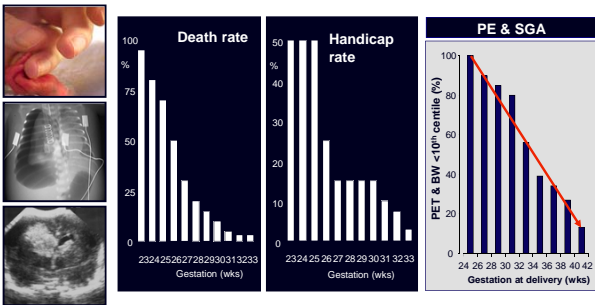 Death rate
100
%
75
50
25
0
2324252627282930313233
Gestation (wks)
Handicap
rate
50
%
40
30
20
10
0
2324252627282930313233
Gestation (wks)
PE & SGA
PET & BW <10th centile (%)
100
80
60
40
20
0
24 26 28 30 32 34 36 38 40 42
Gestation at delivery (wks)